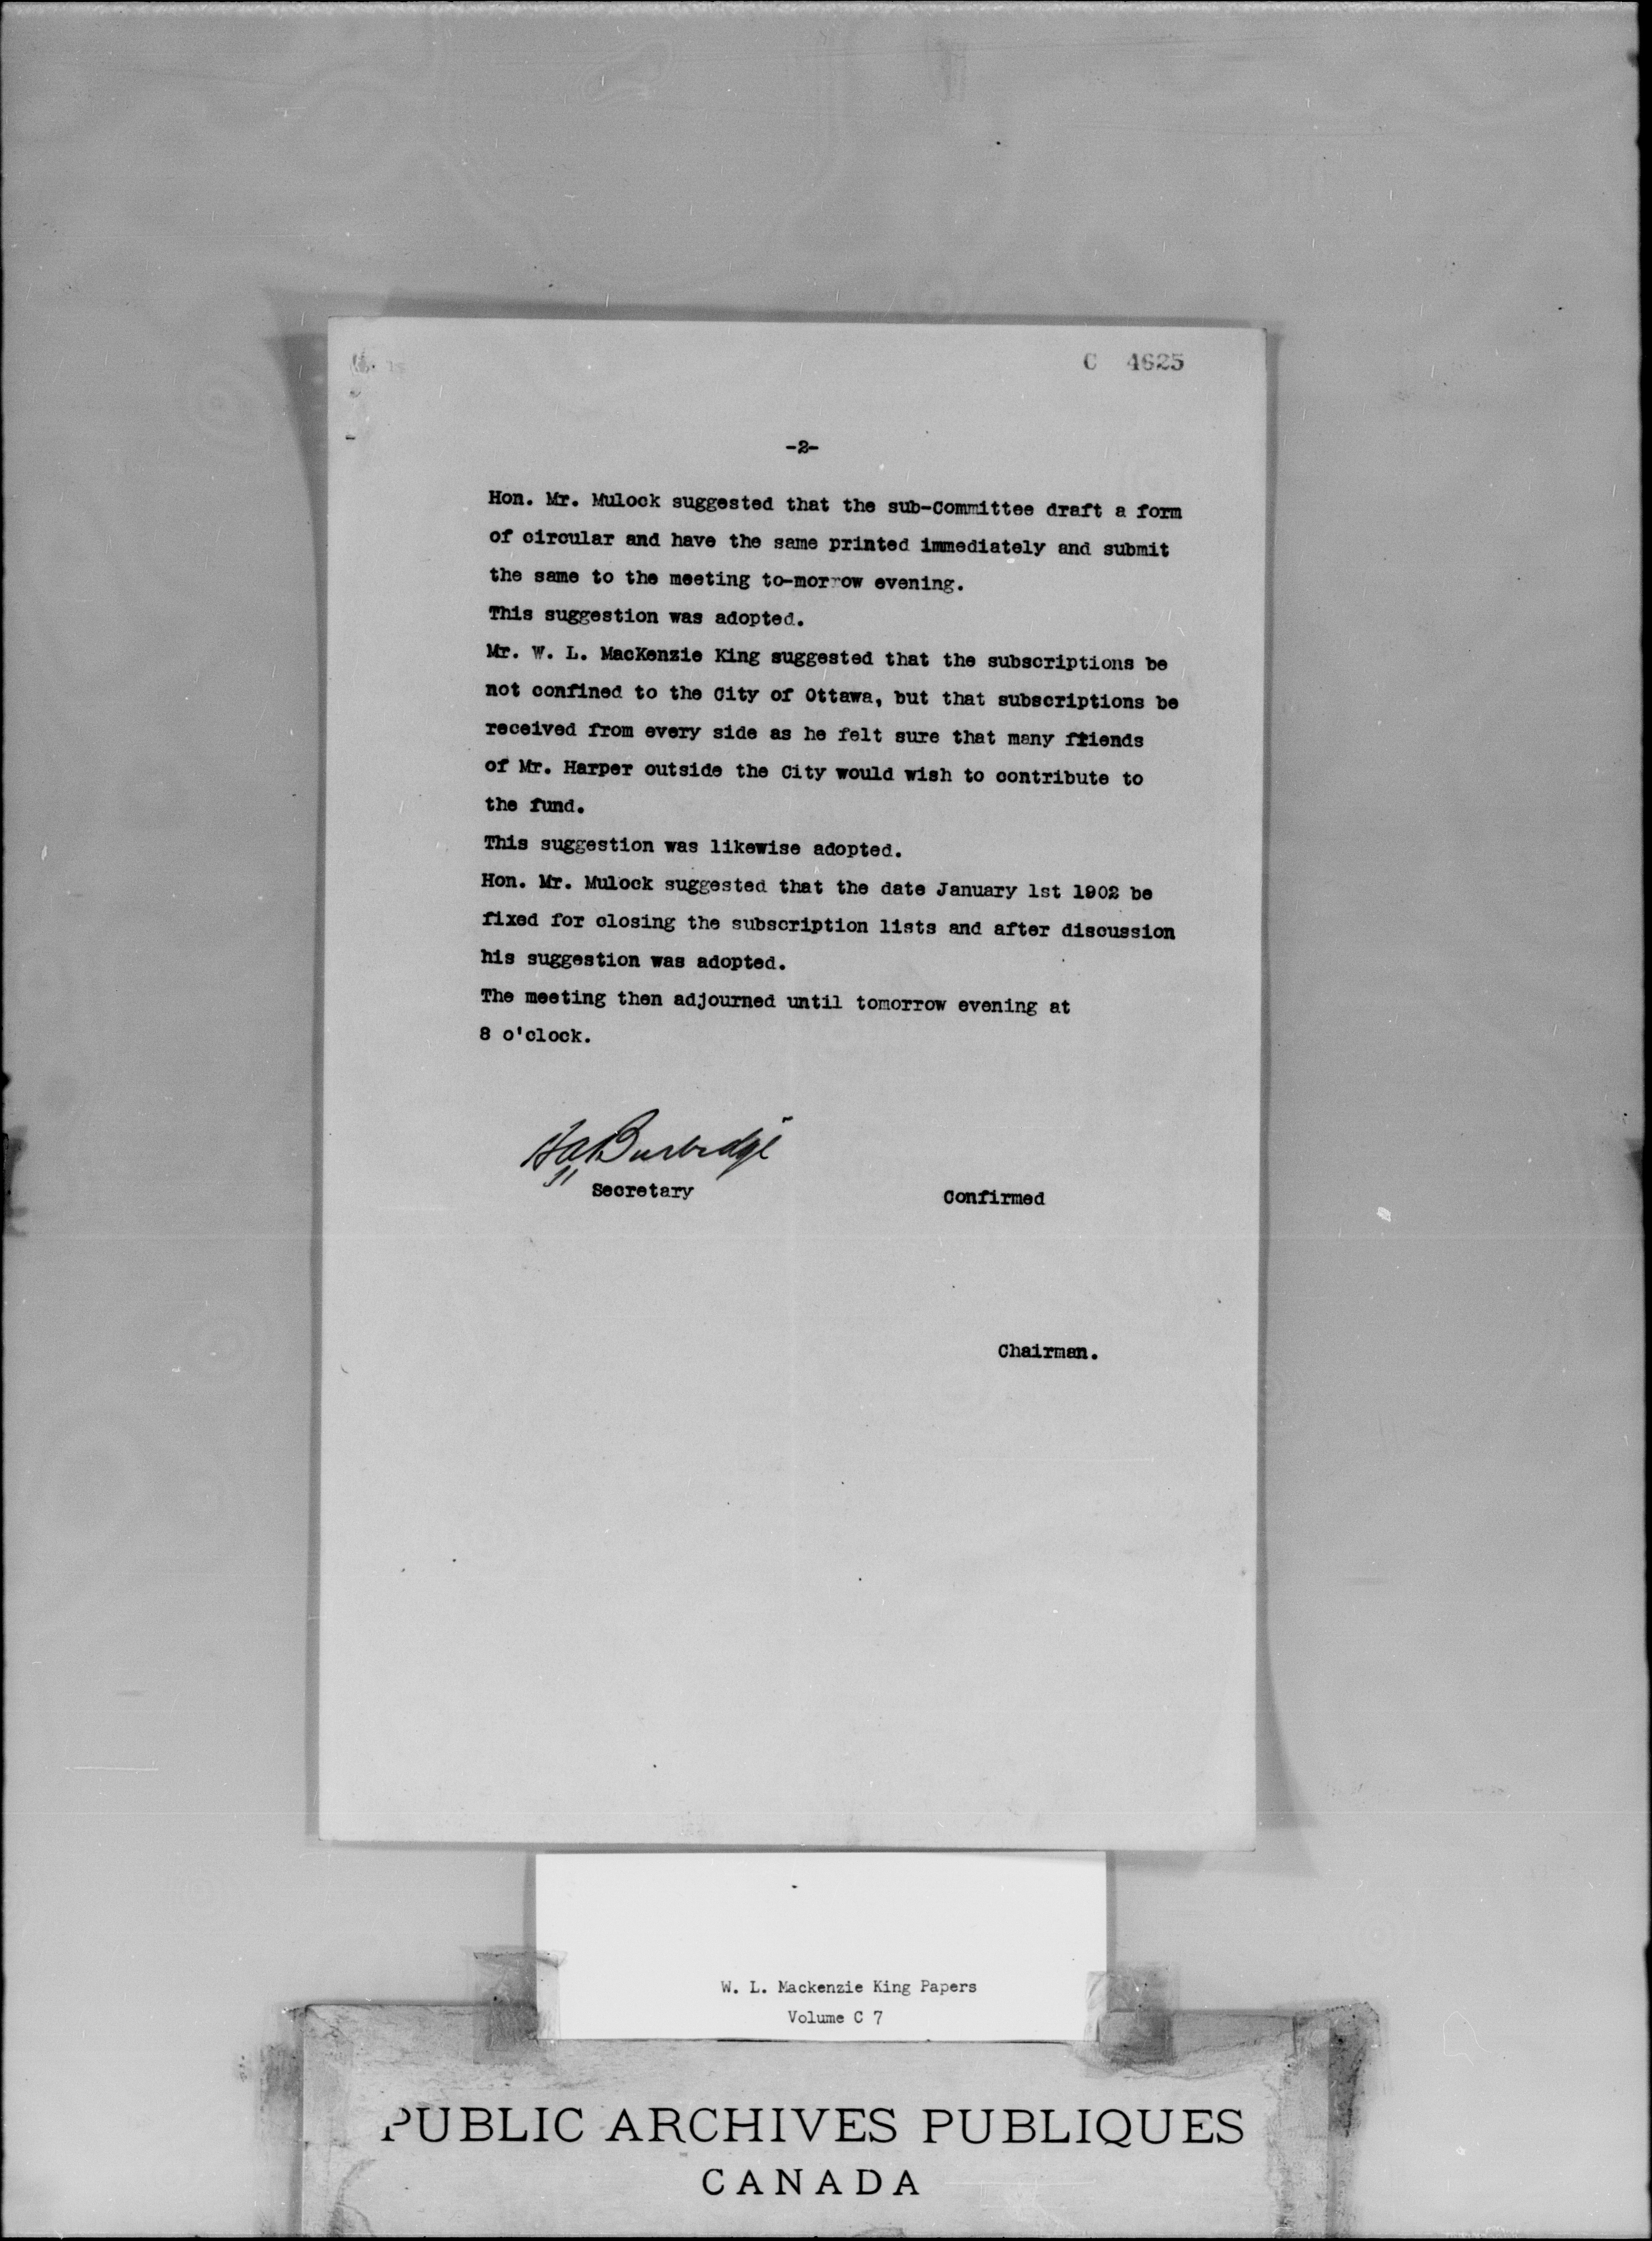 C 4625
-2-
Hon. Mr. Mulock suggested that the sub-Committee draft a form
of circular and have the same printed immediately and submit
the same to the meeting to-morrow evening.
This suggestion was adopted.
Mr. W. L. MacKenzie King suggested that the subscriptions be
not confined to the City of Ottawa, but that subscriptions be
received from every side as he felt sure that many friends
of Mr. Harper outside the City would wish to contribute to
the fund.
This suggestion was likewise adopted.
Hon. Mr. Mulock suggested that the date January 1st 1902 be
fixed for closing the subscription lists and after discussion
his suggestion was adopted.
The meeting then adjourned until tomorrow evening at
8 o'clock.
Burbidge
Secretary
Confirmed
Chairman.
W. L. Mackenzie King Papers
Volume C 7
PUBLIC ARCHIVES PUBLIQUES
CANADA